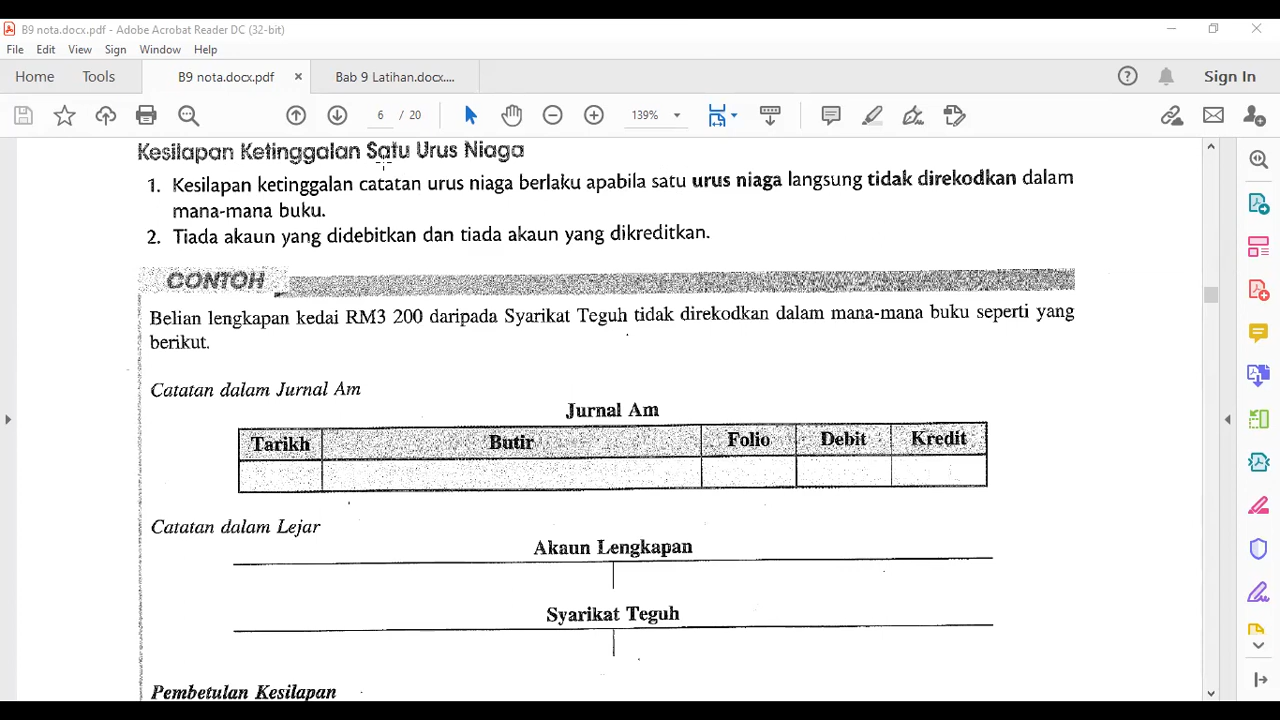 B9 nota.docx.pdf - Adobe Acrobat Reader DC (32-bit)
File Edit View Sign Window Help
Home Tools B9 nota.docx.pdf Bab 9 Latihan.docx.... Sign In
6 / 20 139%
Kesilapan Ketinggalan Satu Urus Niaga
1. Kesilapan ketinggalan catatan urus niaga berlaku apabila satu urus niaga langsung tidak direkodkan dalam
mana-mana buku.
2. Tiada akaun yang didebitkan dan tiada akaun yang dikreditkan.
CONTOH
Belian lengkapan kedai RM3 200 daripada Syarikat Teguh tidak direkodkan dalam mana-mana buku seperti yang
berikut.
Catatan dalam Jurnal Am
Jurnal Am
Tarikh Butir Folio Debit Kredit
Catatan dalam Lejar
Akaun Lengkapan
Syarikat Teguh
Pembetulan Kesilapan